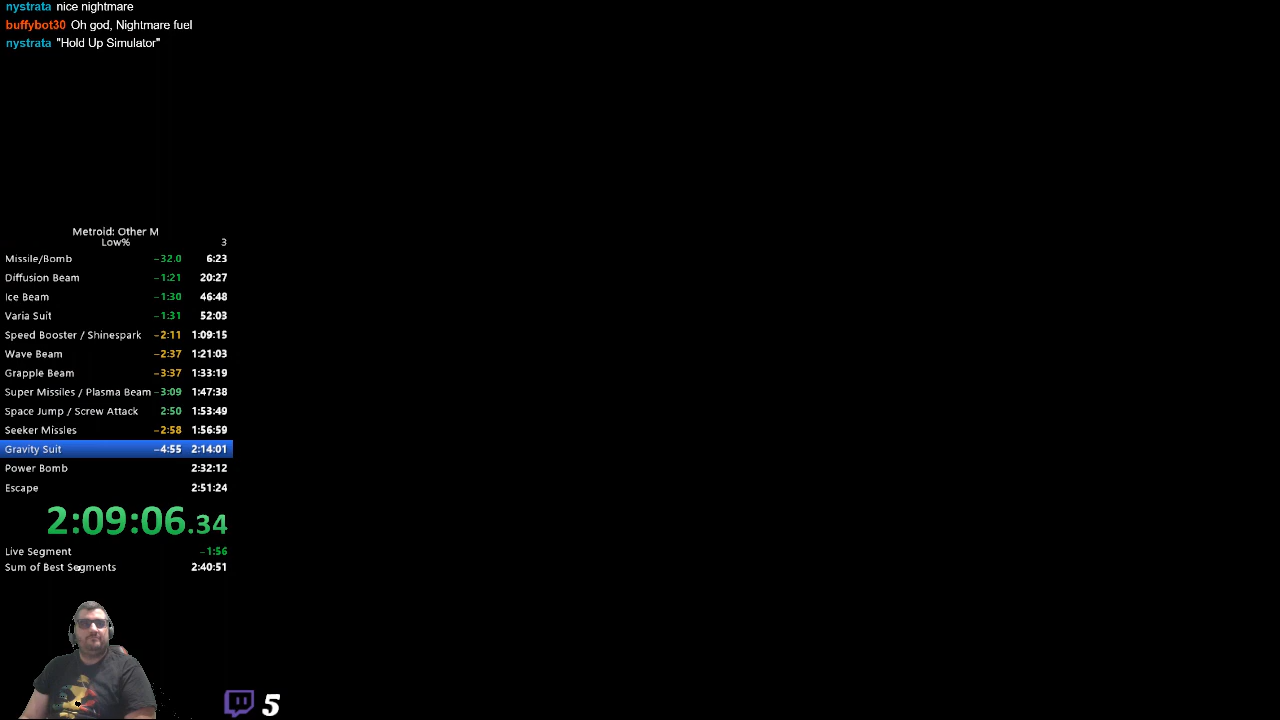 nystrata nice nightmare
buffybot30 Oh god, Nightmare fuel
nystrata "Hold Up Simulator"
Metroid: Other M
Low% 3
Missile/Bomb -32.0 6:23
Diffusion Beam -1:21 20:27
Ice Beam -1:30 46:48
Varia Suit -1:31 52:03
Speed Booster / Shinespark -2:11 1:09:15
Wave Beam -2:37 1:21:03
Grapple Beam -3:37 1:33:19
Super Missiles / Plasma Beam -3:09 1:47:38
Space Jump / Screw Attack 2:50 1:53:49
Seeker Missles -2:58 1:56:59
Gravity Suit -4:55 2:14:01
Power Bomb 2:32:12
Escape 2:51:24
2:09:06.34
Live Segment -1:56
Sum of Best Segments 2:40:51
5